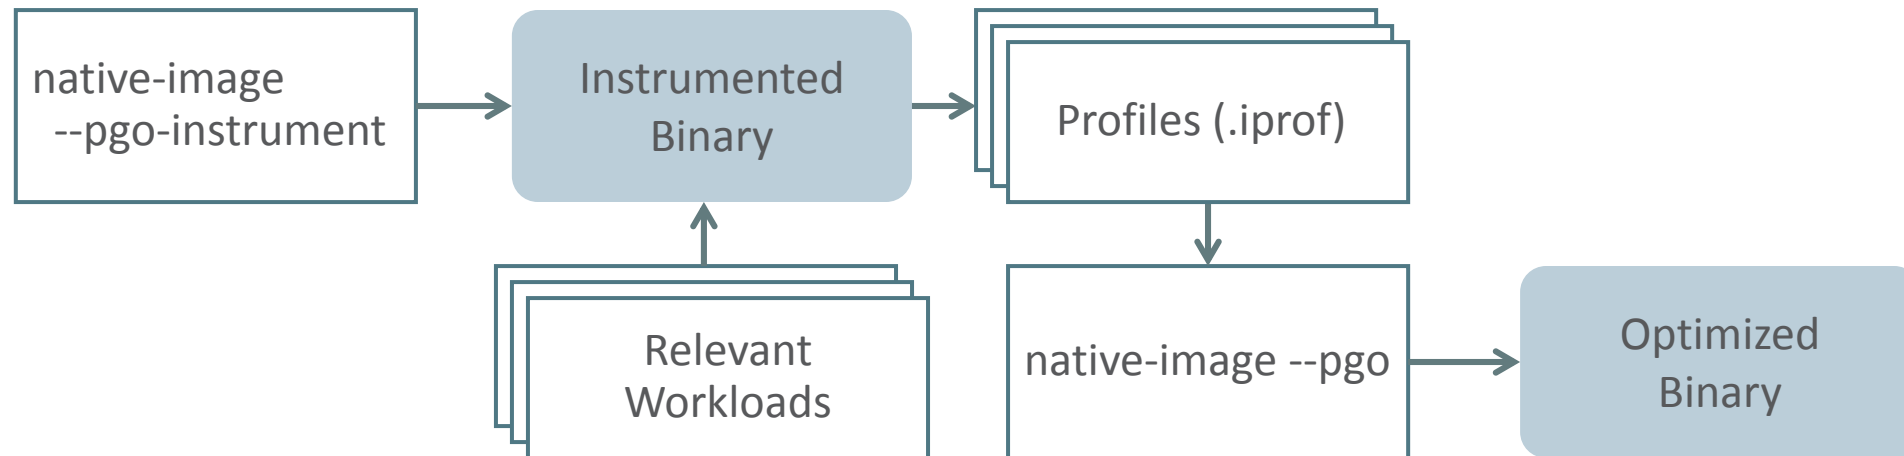 native-image
--pgo-instrument
Instrumented
Binary
Profiles (.iprof)
Relevant
Workloads
native-image --pgo
Optimized
Binary